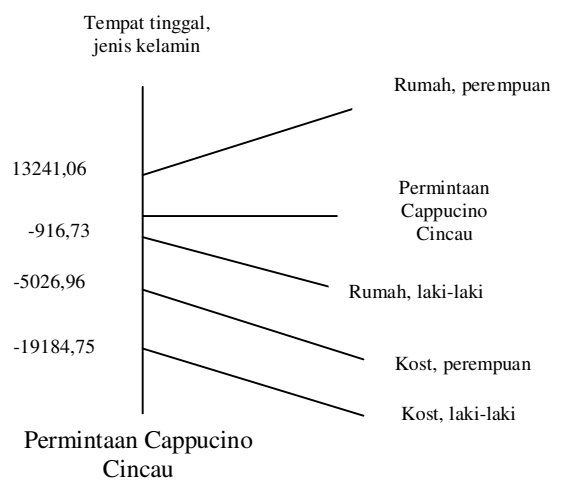 Tempat tinggal,
jenis kelamin
Rumah, perempuan
13241,06
Permintaan
Cappucino
Cincau
-916,73
-5026,96
Rumah, laki-laki
-19184,75
Kost, perempuan
Kost, laki-laki
Permintaan Cappucino
Cincau